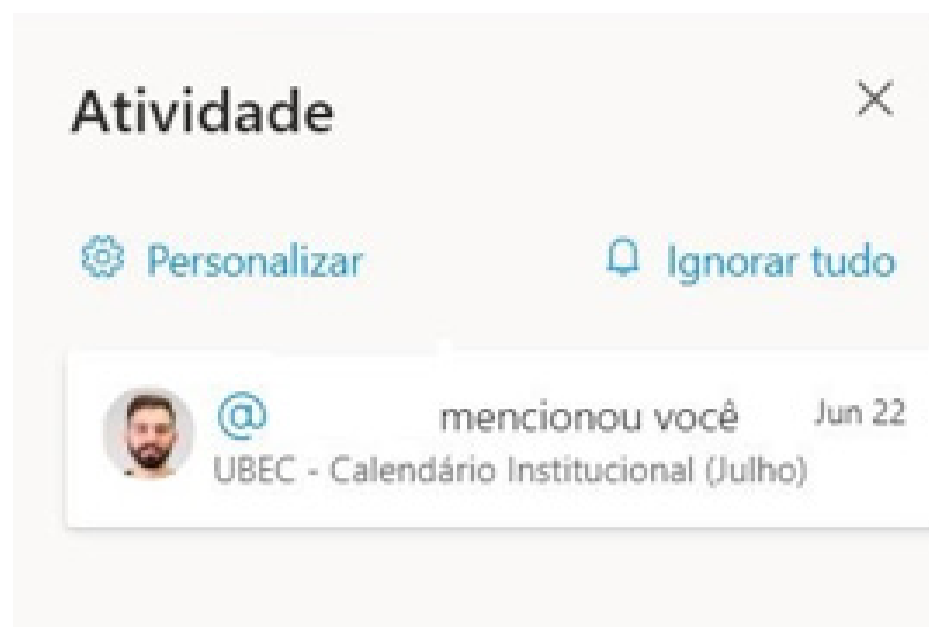 Atividade
Personalizar Ignorar tudo
@ mencionou você Jun 22
UBEC - Calendário Institucional (Julho)